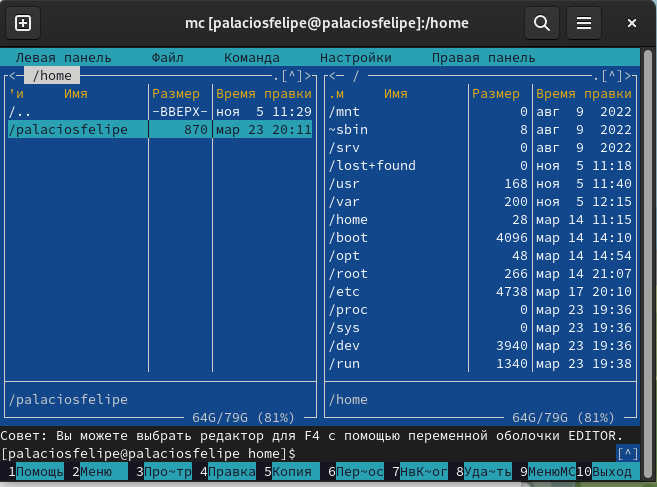 mc [palaciosfelipe@palaciosfelipe]:/home
Левая панель Файл Команда Настройки Правая панель
<— /home .[^]> <— / .[^]>
'и Имя Размер Время правки .м Имя Размер Время правки
/.. -ВВЕРХ- ноя 5 11:29 /mnt 0 авг 9 2022
/palaciosfelipe 870 мар 23 20:11 ~sbin 8 авг 9 2022
/srv 0 авг 9 2022
/lost+found 0 ноя 5 11:18
/usr 168 ноя 5 11:40
/var 200 ноя 5 12:15
/home 28 мар 14 11:15
/boot 4096 мар 14 14:10
/opt 48 мар 14 14:54
/root 266 мар 14 21:07
/etc 4738 мар 17 20:10
/proc 0 мар 23 19:36
/sys 0 мар 23 19:36
/dev 3940 мар 23 19:36
/run 1340 мар 23 19:38
/palaciosfelipe /home
64G/79G (81%) 64G/79G (81%)
Совет: Вы можете выбрать редактор для F4 с помощью переменной оболочки EDITOR.
[palaciosfelipe@palaciosfelipe home]$ [^]
1Помощь 2Меню 3Про~тр 4Правка 5Копия 6Пер~ос 7НвК~ог 8Уда~ть 9МенюMC 10Выход